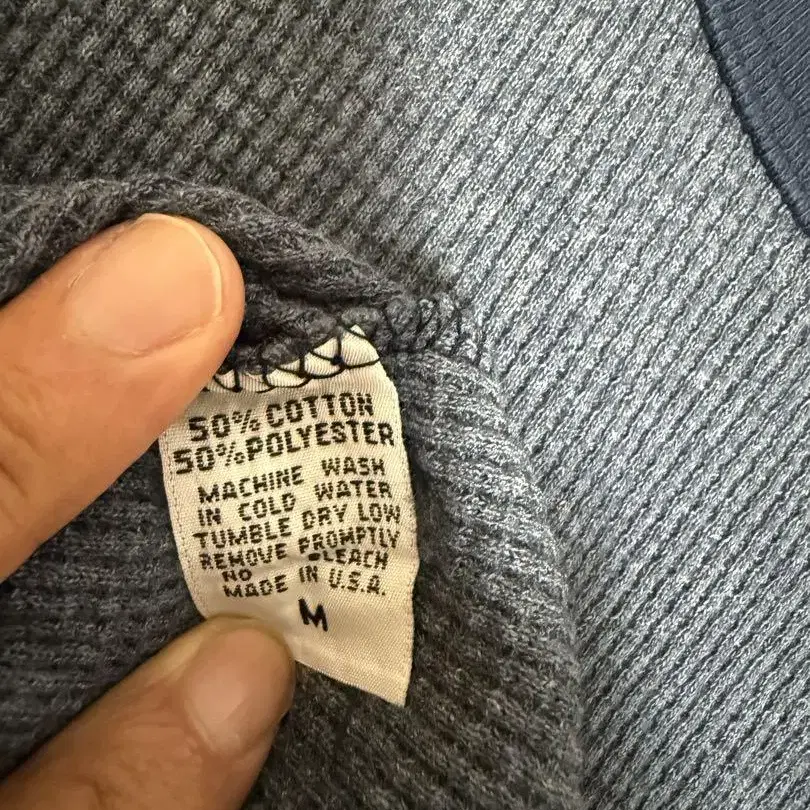 50% COTTON
50% POLYESTER
MACHINE WASH
IN COLD WATER
TUMBLE DRY LOW
REMOVE PROMPTLY
NO BLEACH
MADE IN U.S.A.
M